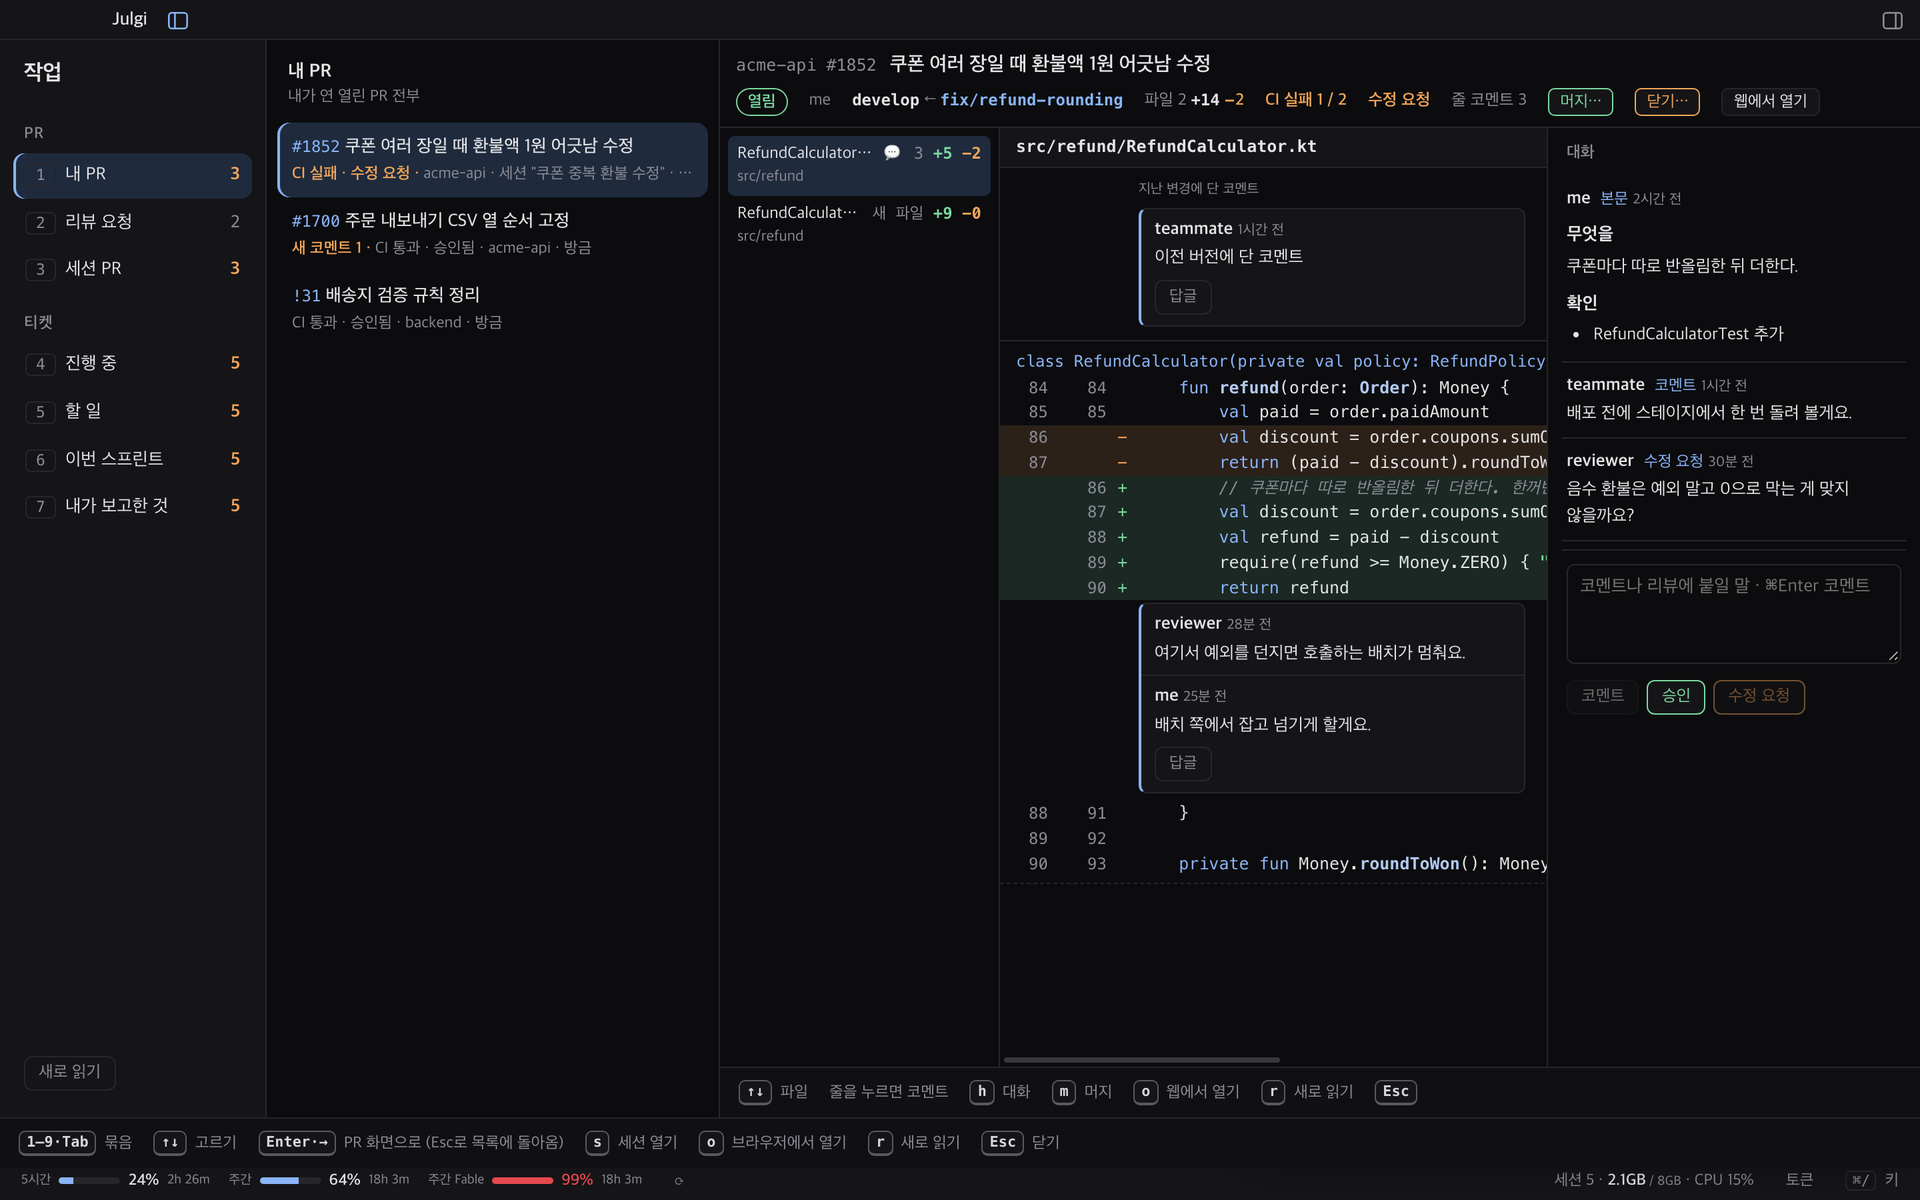 Julgi
작업
PR
1 내 PR 3
2 리뷰 요청 2
3 세션 PR 3
티켓
4 진행 중 5
5 할 일 5
6 이번 스프린트 5
7 내가 보고한 것 5
새로 읽기
내 PR
내가 연 열린 PR 전부
#1852 쿠폰 여러 장일 때 환불액 1원 어긋남 수정
CI 실패 · 수정 요청 · acme-api · 세션 "쿠폰 중복 환불 수정" · ···
#1700 주문 내보내기 CSV 열 순서 고정
새 코멘트 1 · CI 통과 · 승인됨 · acme-api · 방금
!31 배송지 검증 규칙 정리
CI 통과 · 승인됨 · backend · 방금
acme-api #1852 쿠폰 여러 장일 때 환불액 1원 어긋남 수정
열림 me develop ← fix/refund-rounding 파일 2 +14 −2 CI 실패 1 / 2 수정 요청 줄 코멘트 3 머지··· 닫기··· 웹에서 열기
RefundCalculator··· 💬 3 +5 −2
src/refund
RefundCalculat··· 새 파일 +9 −0
src/refund
src/refund/RefundCalculator.kt
지난 변경에 단 코멘트
teammate 1시간 전
이전 버전에 단 코멘트
답글
class RefundCalculator(private val policy: RefundPolicy
84 84 fun refund(order: Order): Money {
85 85 val paid = order.paidAmount
86 − val discount = order.coupons.sumO
87 − return (paid − discount).roundToW
86 + // 쿠폰마다 따로 반올림한 뒤 더한다. 한꺼번
87 + val discount = order.coupons.sumO
88 + val refund = paid − discount
89 + require(refund >= Money.ZERO) { "
90 + return refund
reviewer 28분 전
여기서 예외를 던지면 호출하는 배치가 멈춰요.
me 25분 전
배치 쪽에서 잡고 넘기게 할게요.
답글
88 91 }
89 92
90 93 private fun Money.roundToWon(): Money
대화
me 본문 2시간 전
무엇을
쿠폰마다 따로 반올림한 뒤 더한다.
확인
• RefundCalculatorTest 추가
teammate 코멘트 1시간 전
배포 전에 스테이지에서 한 번 돌려 볼게요.
reviewer 수정 요청 30분 전
음수 환불은 예외 말고 0으로 막는 게 맞지
않을까요?
코멘트나 리뷰에 붙일 말 · ⌘Enter 코멘트
코멘트 승인 수정 요청
↑↓ 파일 줄을 누르면 코멘트 h 대화 m 머지 o 웹에서 열기 r 새로 읽기 Esc
1–9·Tab 묶음 ↑↓ 고르기 Enter·→ PR 화면으로 (Esc로 목록에 돌아옴) s 세션 열기 o 브라우저에서 열기 r 새로 읽기 Esc 닫기
5시간 24% 2h 26m 주간 64% 18h 3m 주간 Fable 99% 18h 3m ⟳ 세션 5 · 2.1GB / 8GB · CPU 15% 토큰 ⌘/ 키